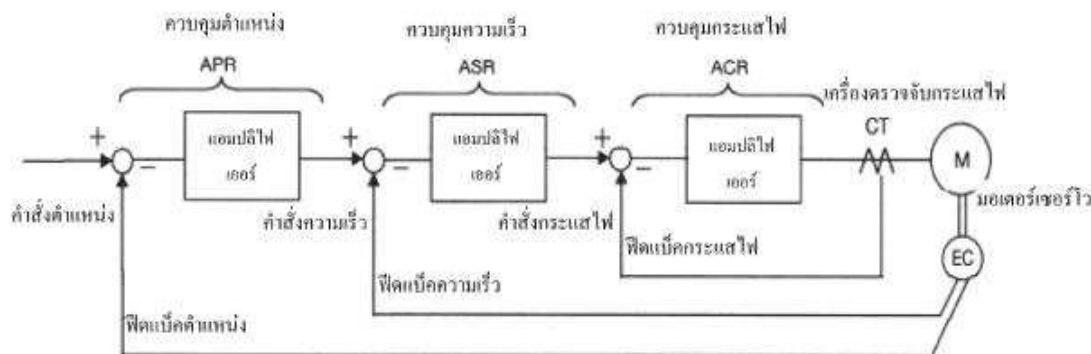 ควบคุมตำแหน่ง
ควบคุมความเร็ว
ควบคุมกระแสไฟ
APR
ASR
ACR
เครื่องตรวจจับกระแสไฟ
CT
+
−
แอมปลิไฟ
เออร์
+
−
แอมปลิไฟ
เออร์
+
−
แอมปลิไฟ
เออร์
M
มอเตอร์เซอร์โว
คำสั่งตำแหน่ง
คำสั่งความเร็ว
คำสั่งกระแสไฟ
ฟีดแบ็คกระแสไฟ
EC
ฟีดแบ็คความเร็ว
ฟีดแบ็คตำแหน่ง